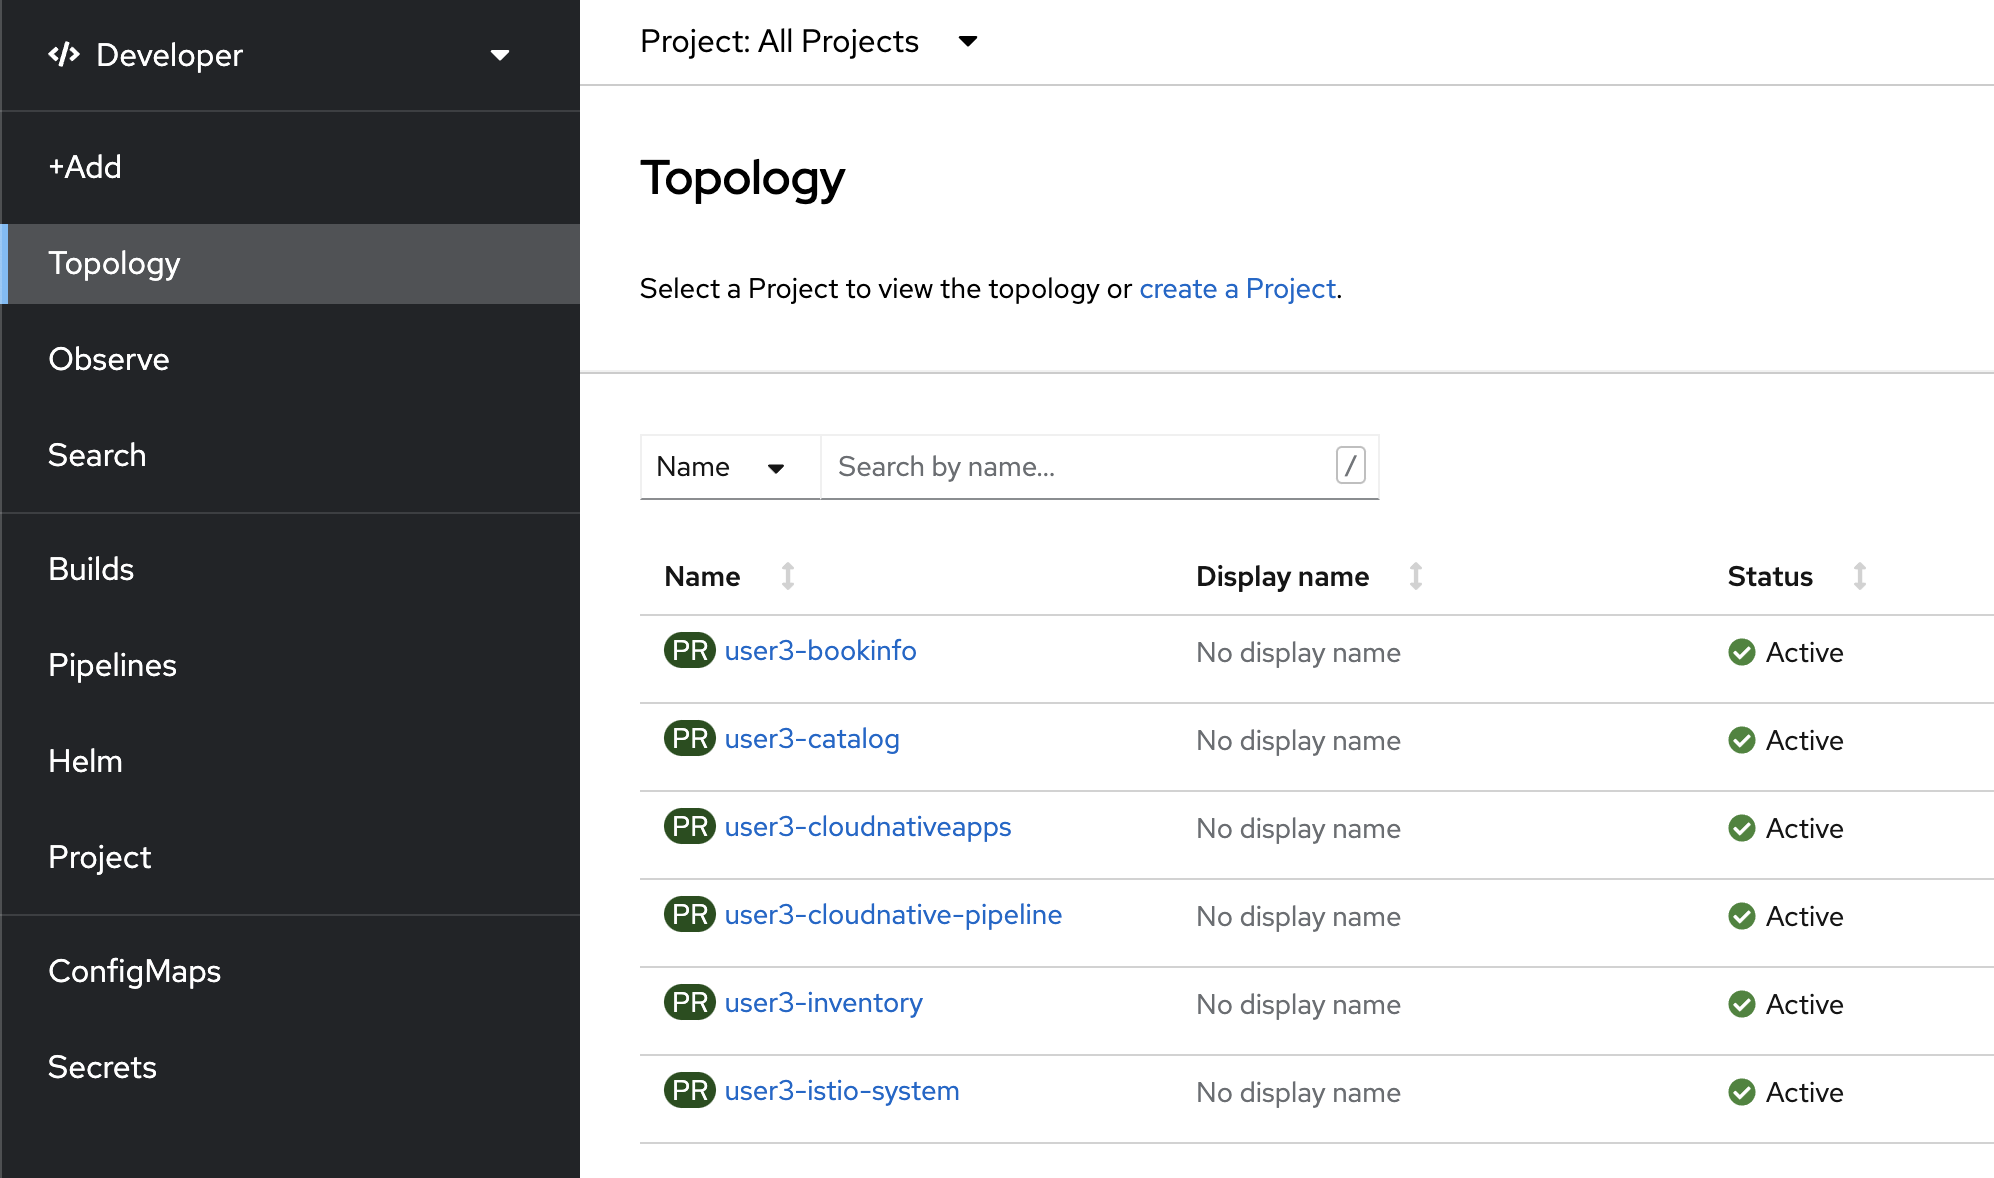 </> Developer
+Add
Topology
Observe
Search
Builds
Pipelines
Helm
Project
ConfigMaps
Secrets
Project: All Projects
Topology
Select a Project to view the topology or create a Project.
Name Search by name... /
Name Display name Status
PR user3-bookinfo No display name Active
PR user3-catalog No display name Active
PR user3-cloudnativeapps No display name Active
PR user3-cloudnative-pipeline No display name Active
PR user3-inventory No display name Active
PR user3-istio-system No display name Active